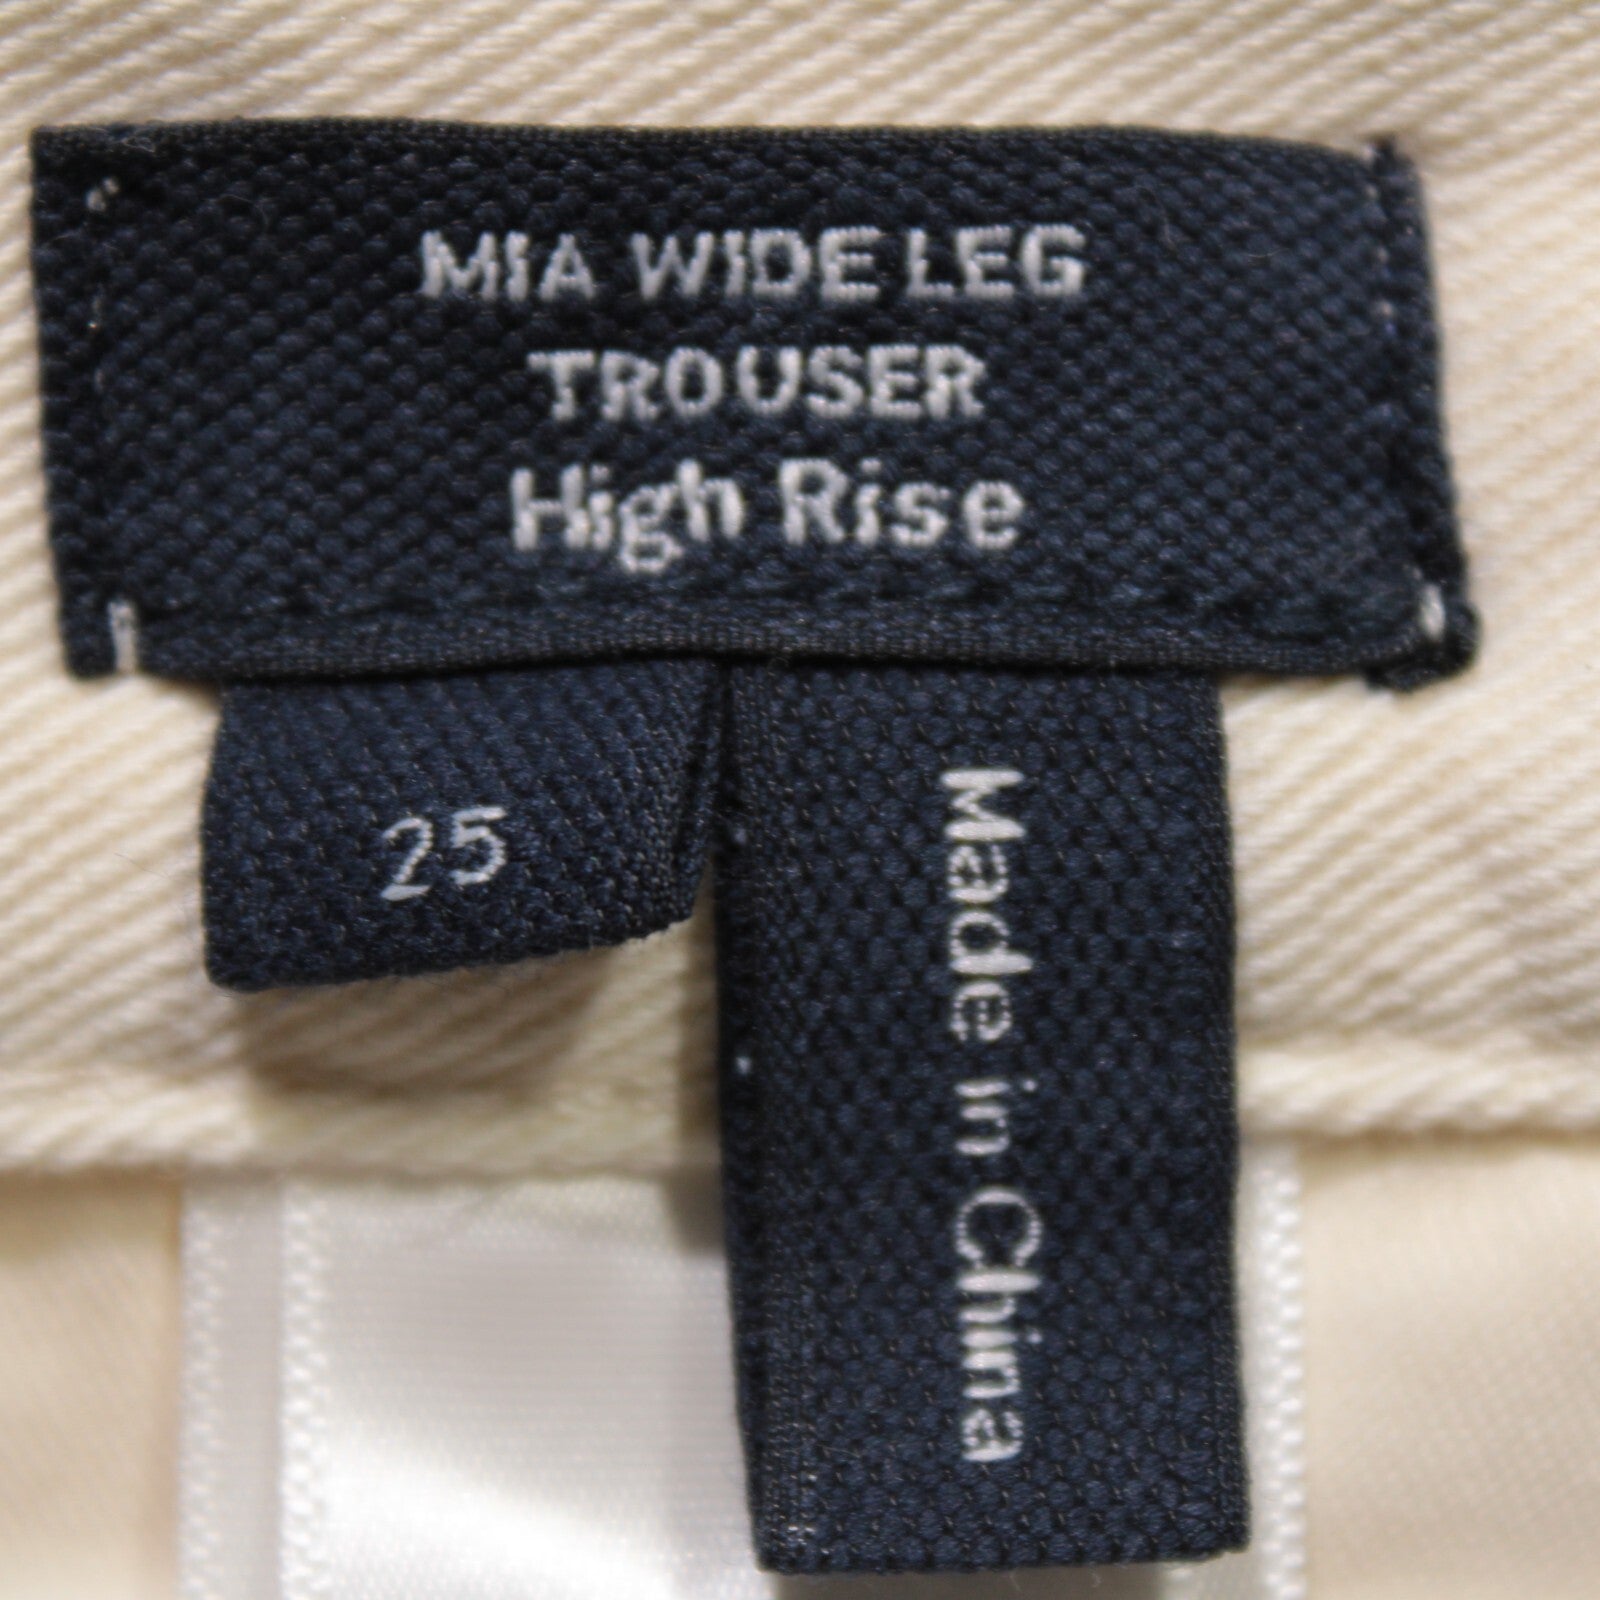 MIA WIDE LEG
TROUSER
High Rise
25
Made in China